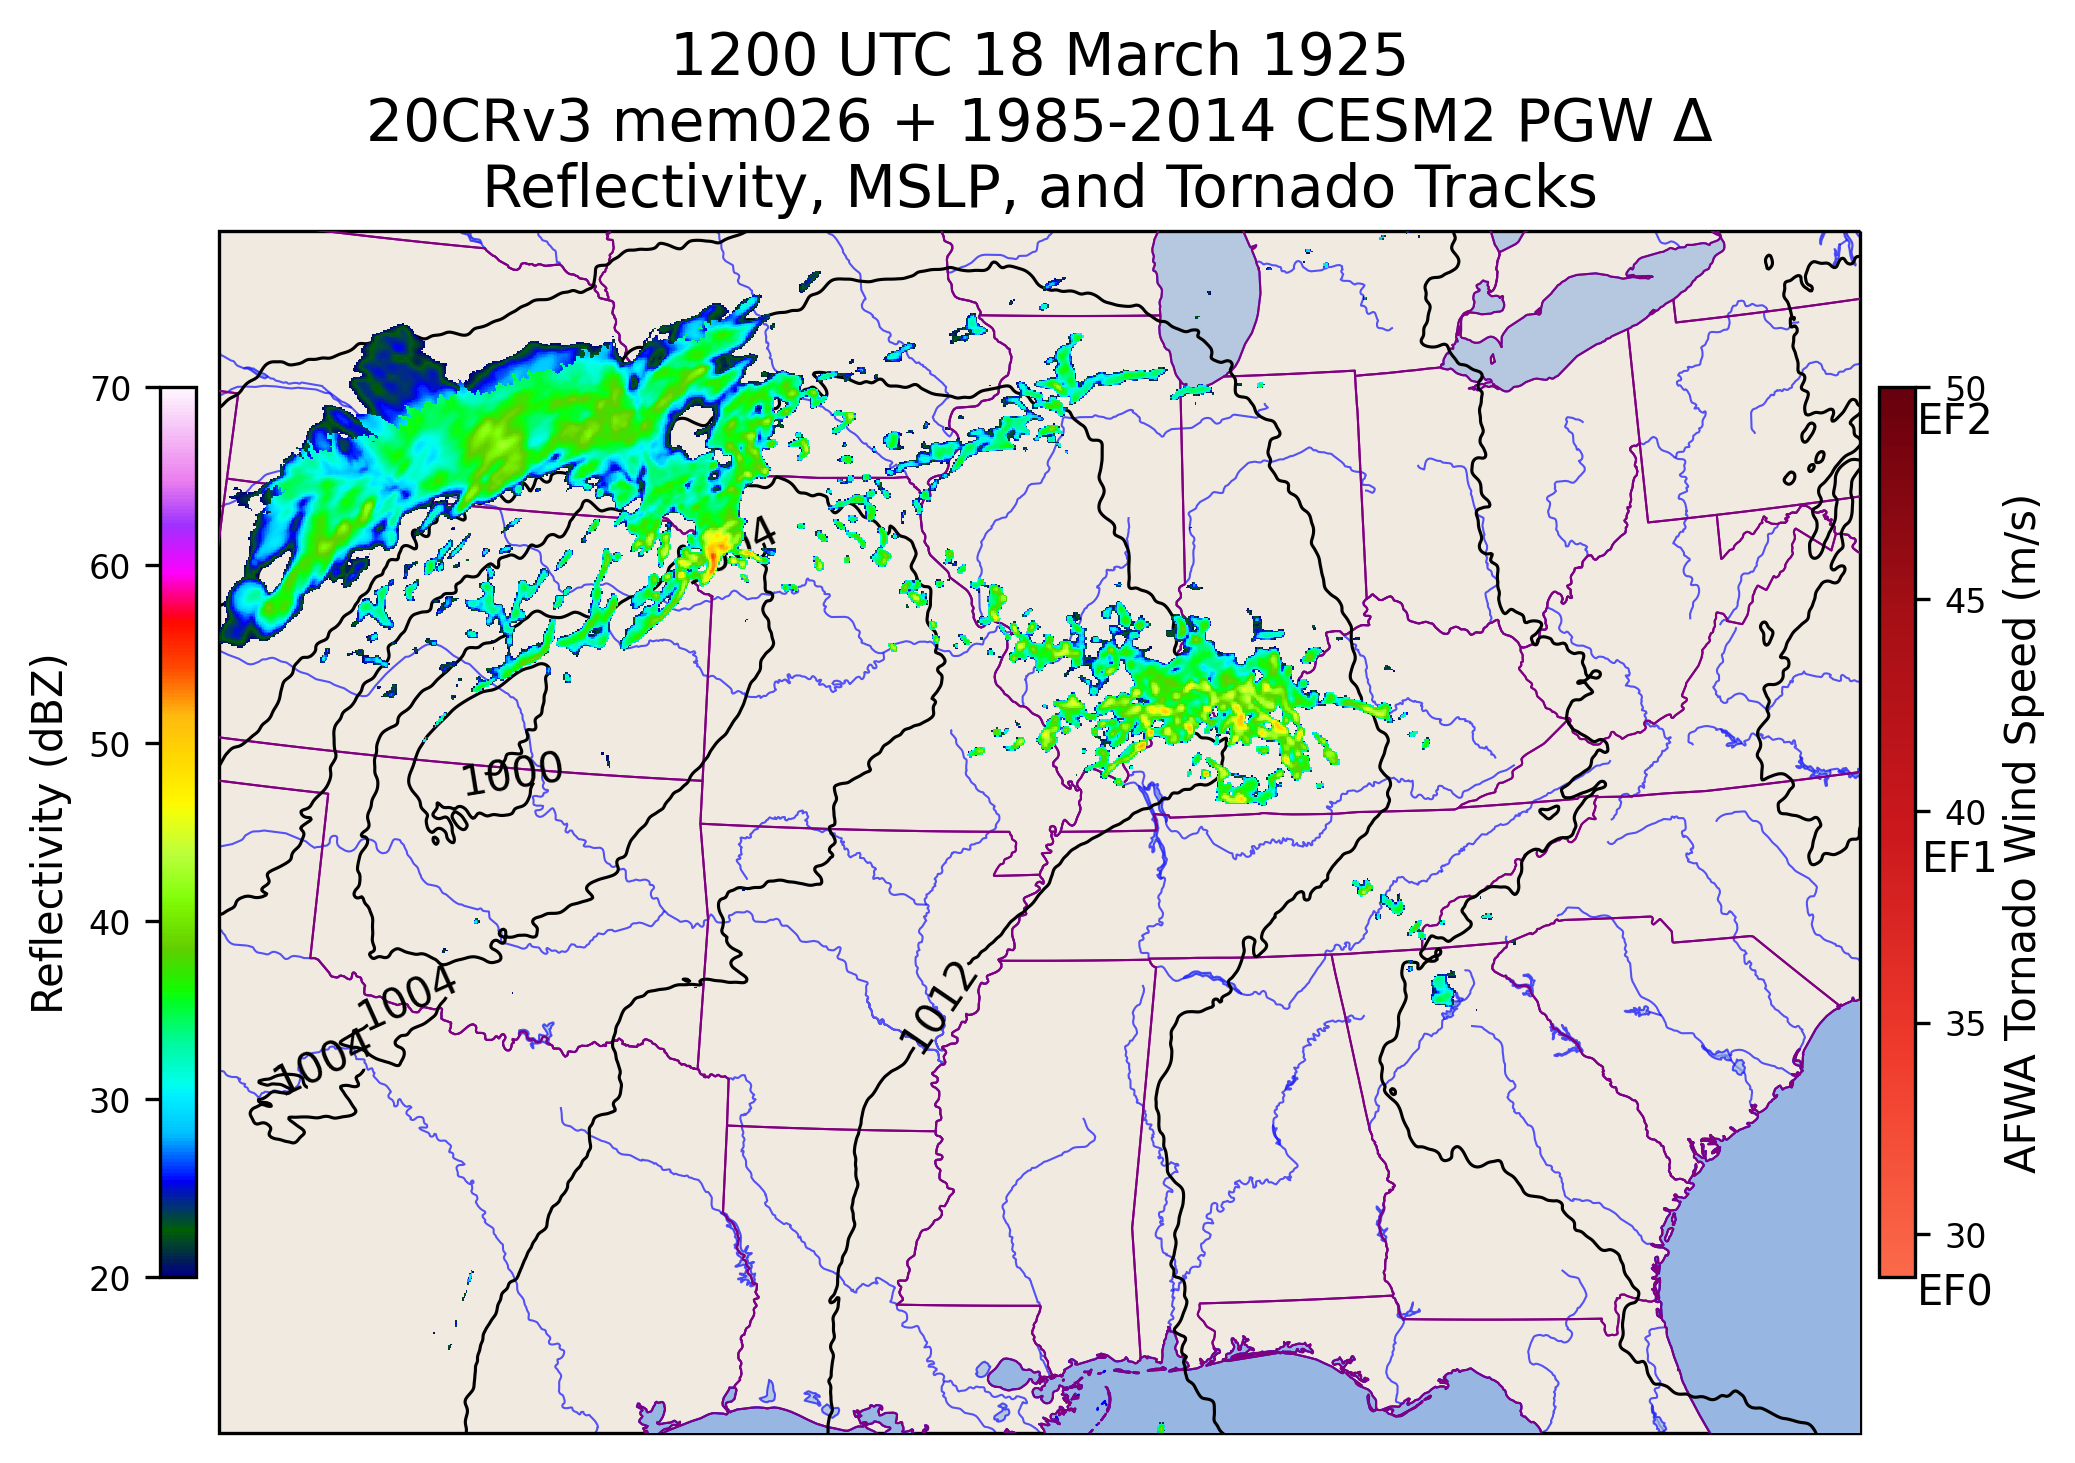 1200 UTC 18 March 1925
20CRv3 mem026 + 1985-2014 CESM2 PGW Δ
Reflectivity, MSLP, and Tornado Tracks
70
60
50
40
30
20
Reflectivity (dBZ)
1000
1004
1004
1012
50
EF2
45
40
EF1
35
30
EF0
AFWA Tornado Wind Speed (m/s)